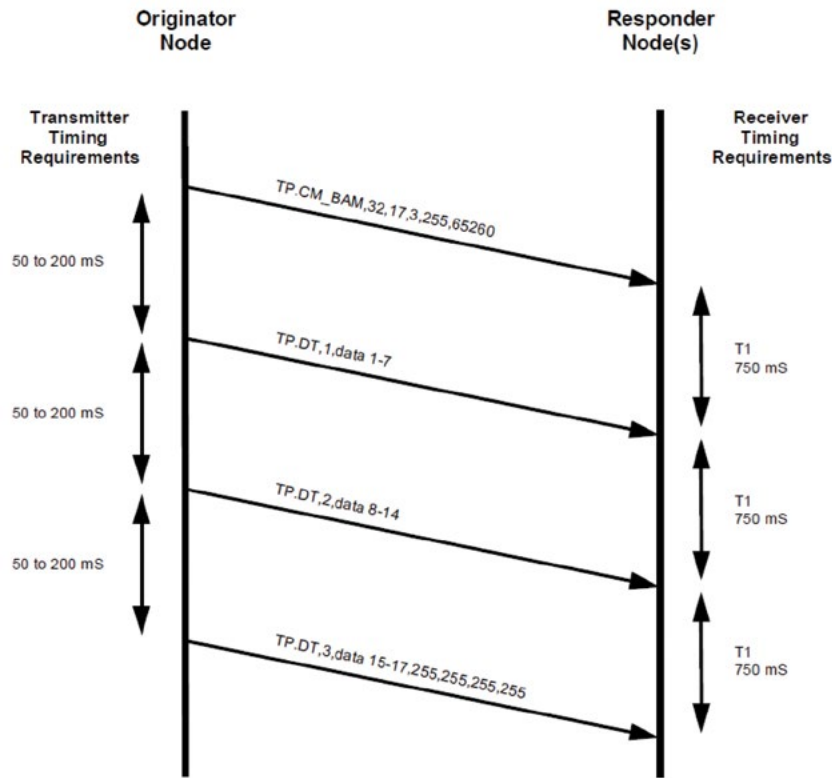 Originator
Node
Responder
Node(s)
Transmitter
Timing
Requirements
Receiver
Timing
Requirements
TP.CM_BAM,32,17,3,255,65260
50 to 200 mS
T1
750 mS
TP.DT,1,data 1-7
50 to 200 mS
T1
750 mS
TP.DT,2,data 8-14
50 to 200 mS
T1
750 mS
TP.DT,3,data 15-17,255,255,255,255